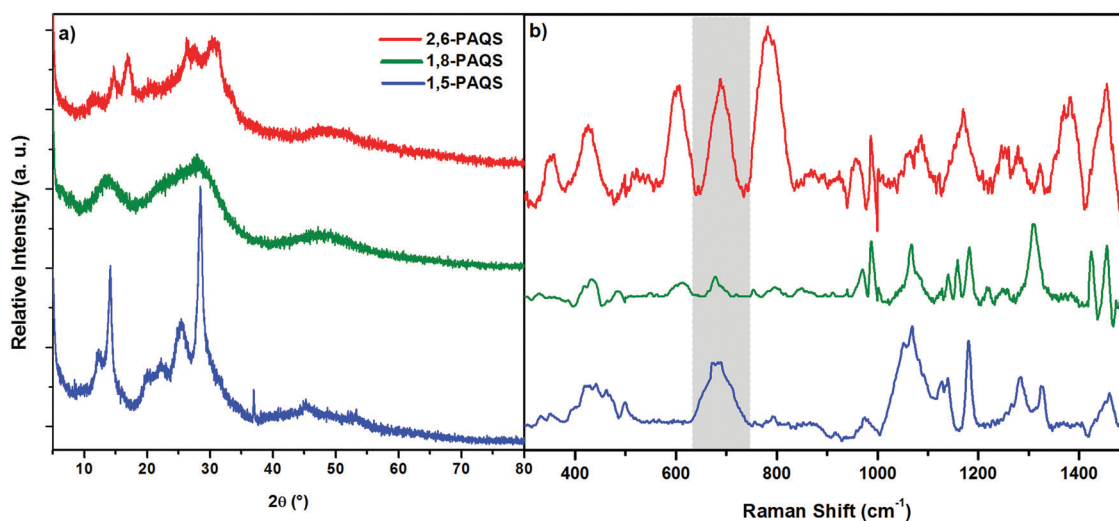 a)
2,6-PAQS
1,8-PAQS
1,5-PAQS
Relative Intensity (a. u.)
10 20 30 40 50 60 70 80
2θ (°)
b)
400 600 800 1000 1200 1400
Raman Shift (cm⁻¹)